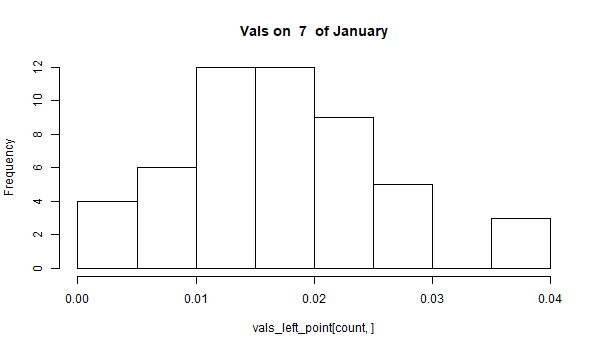 Vals on  7  of January
12
10
8
6
4
2
0
Frequency
0.00 0.01 0.02 0.03 0.04
vals_left_point[count, ]